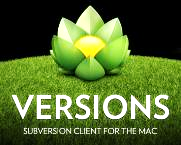 VERSIONS
SUBVERSION CLIENT FOR THE MAC